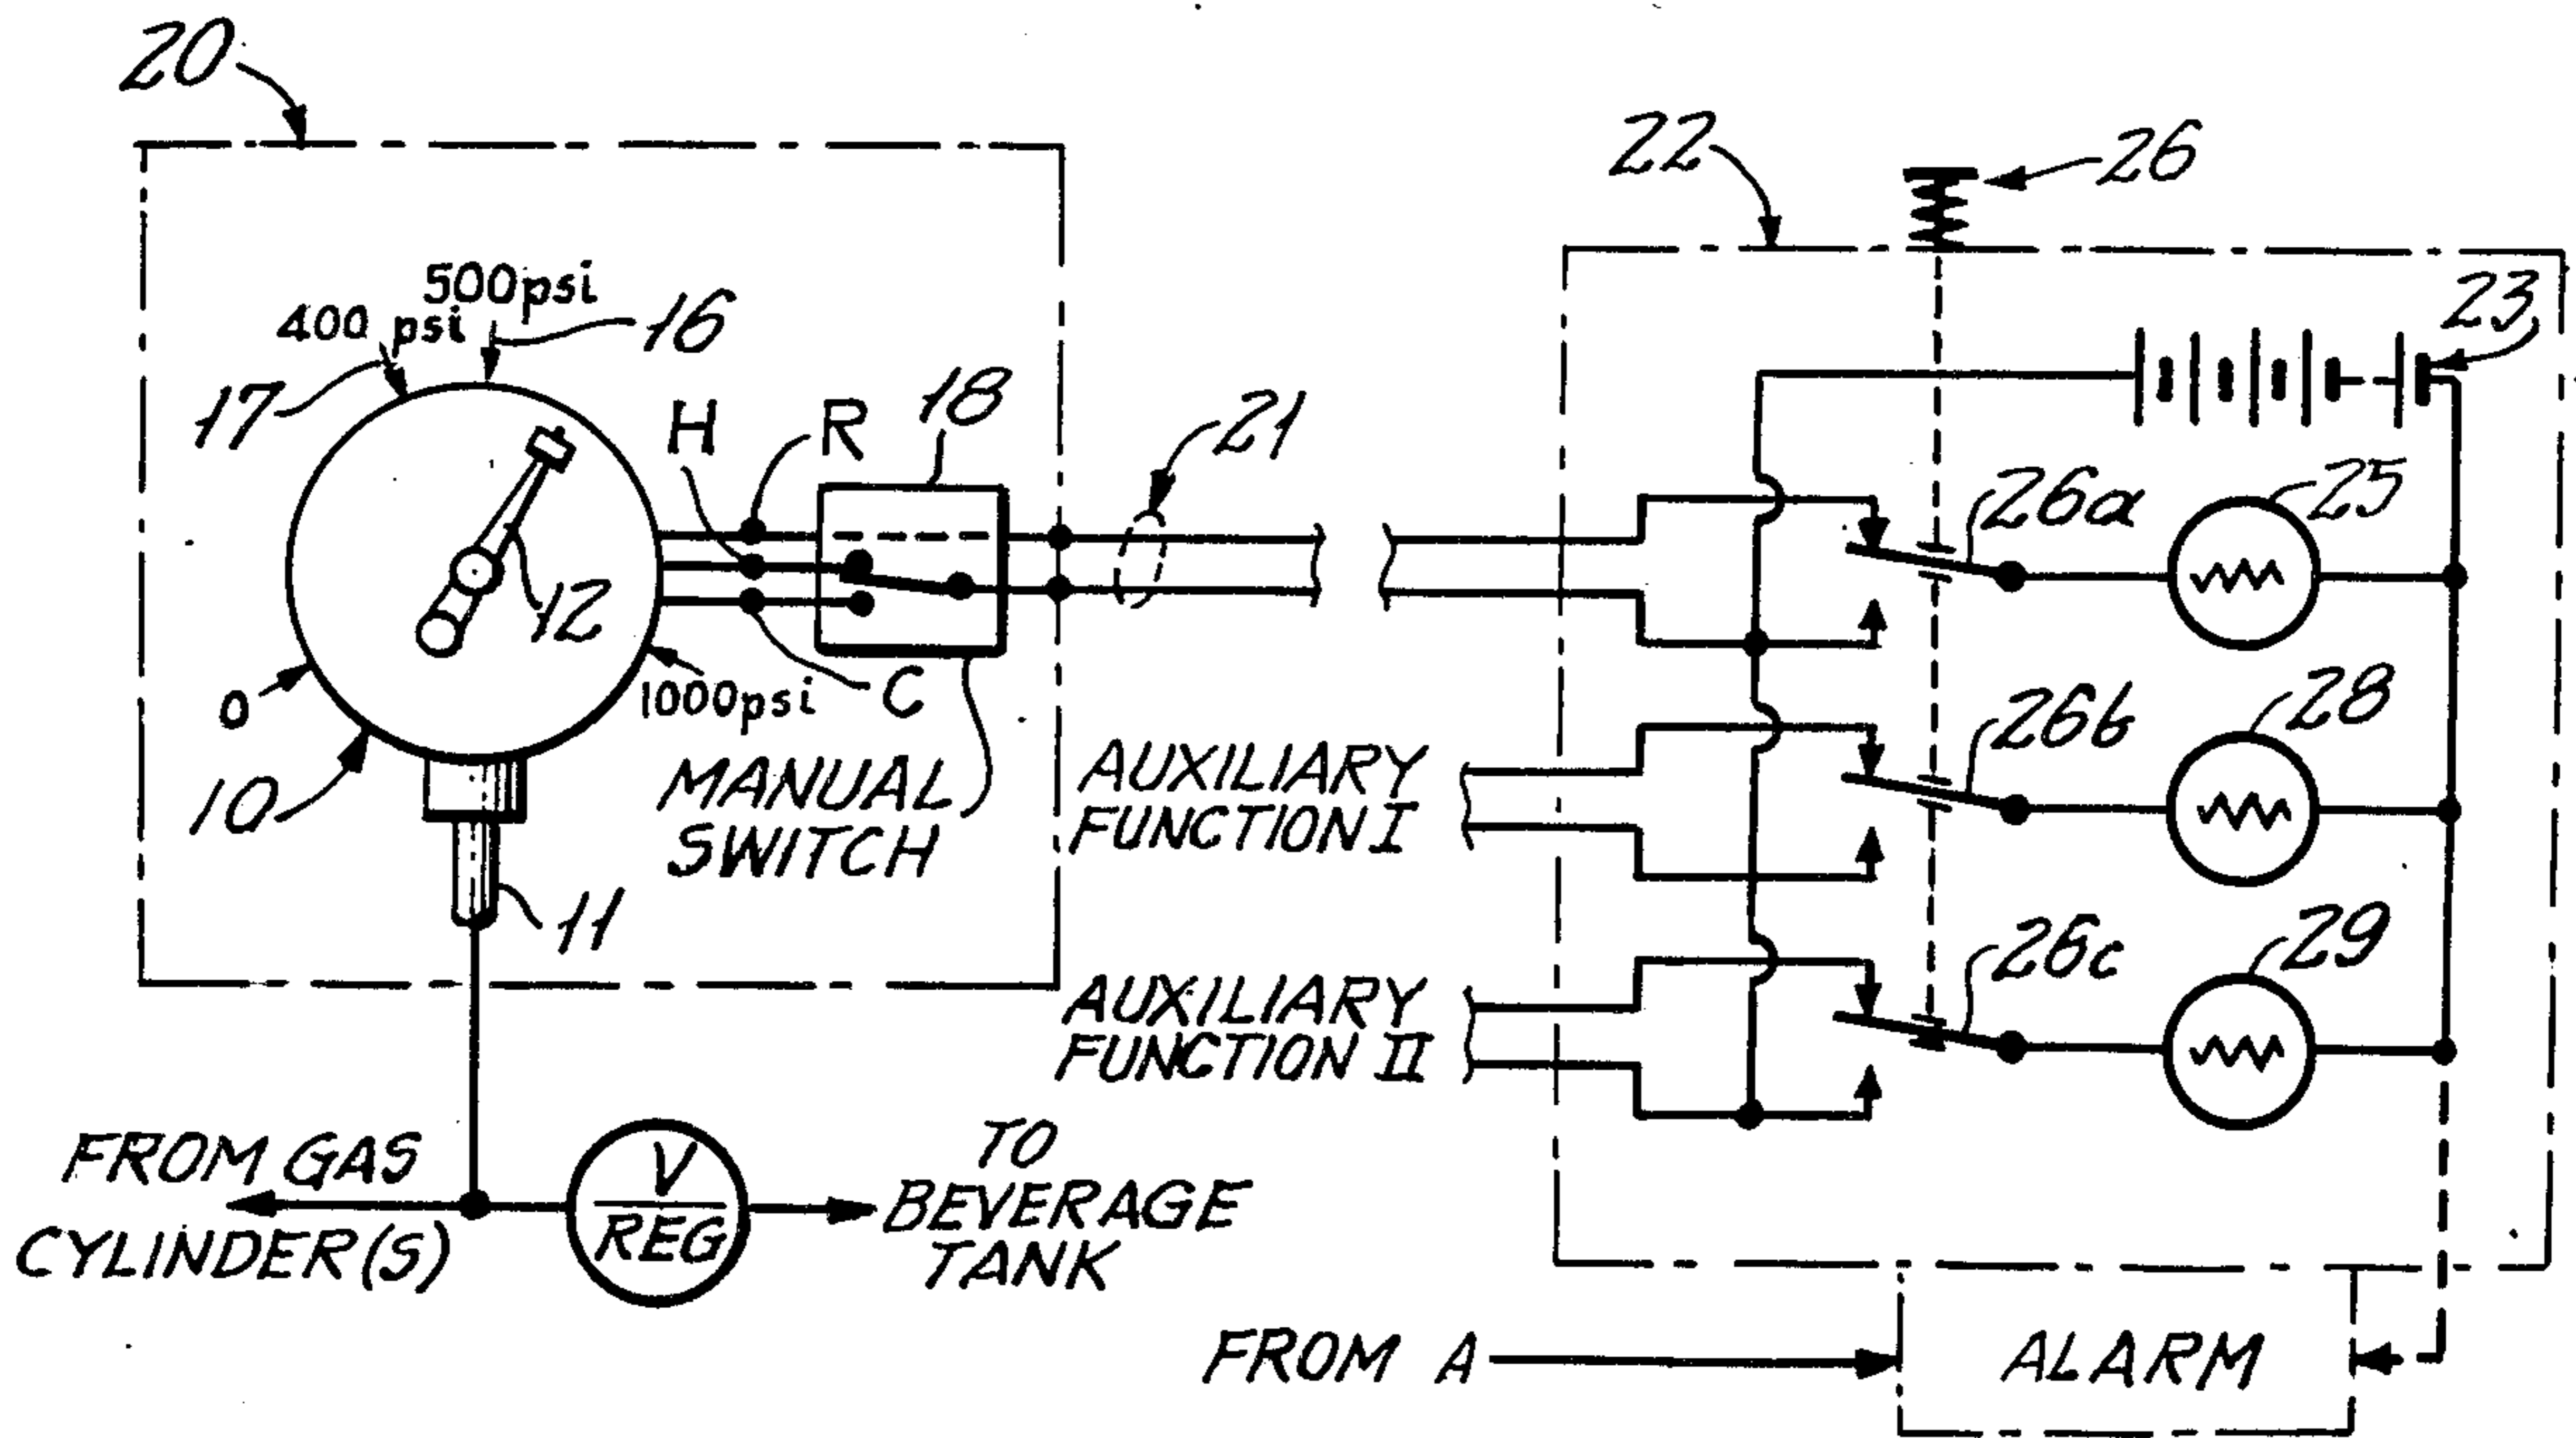 20
22
26
500psi
400 psi
16
17
23
H
R
18
21
26a
25
12
0
1000psi
C
10
MANUAL
SWITCH
11
AUXILIARY
FUNCTION I
26b
28
AUXILIARY
FUNCTION II
26c
29
FROM GAS
CYLINDER(S)
V
REG
TO
BEVERAGE
TANK
FROM A
ALARM